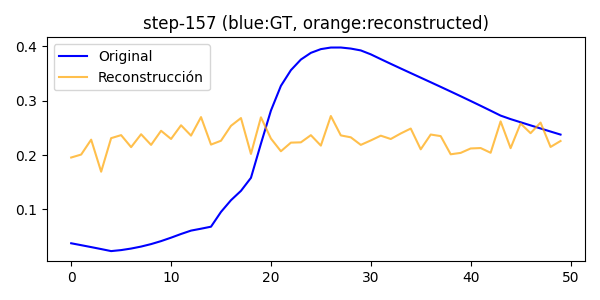 step-157 (blue:GT, orange:reconstructed)
Original
Reconstrucción
0.4
0.3
0.2
0.1
0 10 20 30 40 50